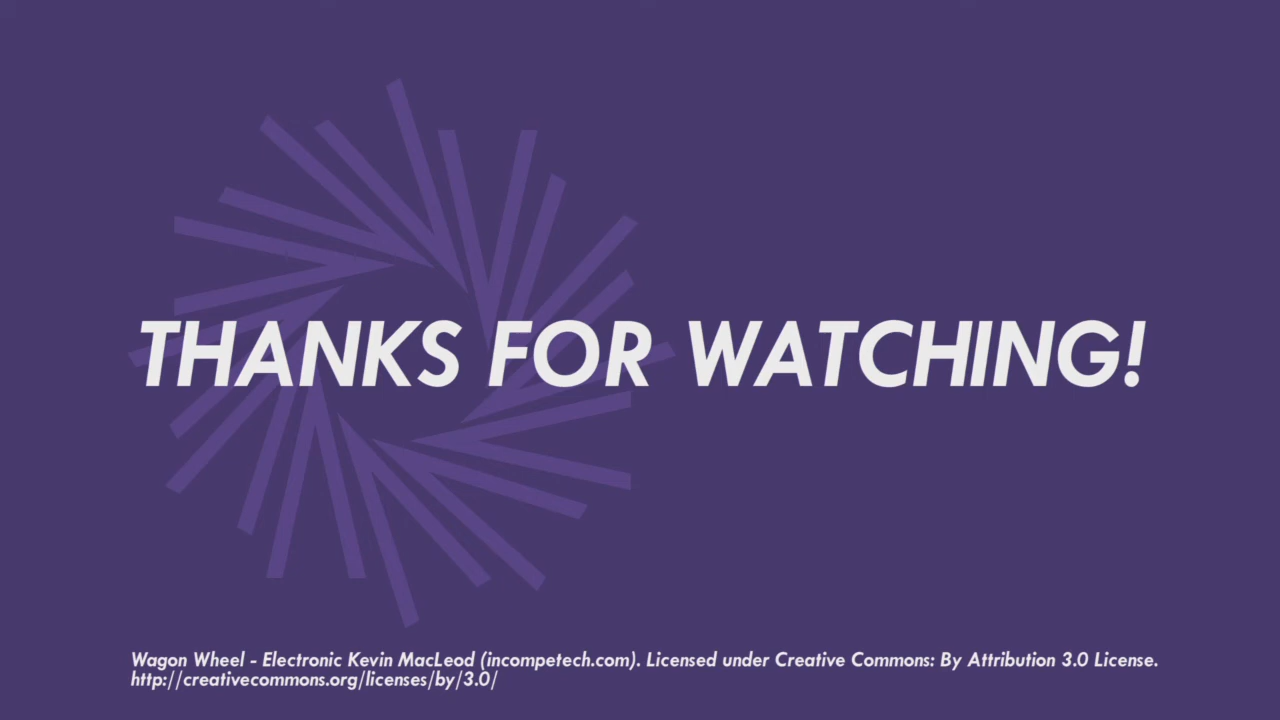 THANKS FOR WATCHING!
Wagon Wheel - Electronic Kevin MacLeod (incompetech.com). Licensed under Creative Commons: By Attribution 3.0 License.
http://creativecommons.org/licenses/by/3.0/